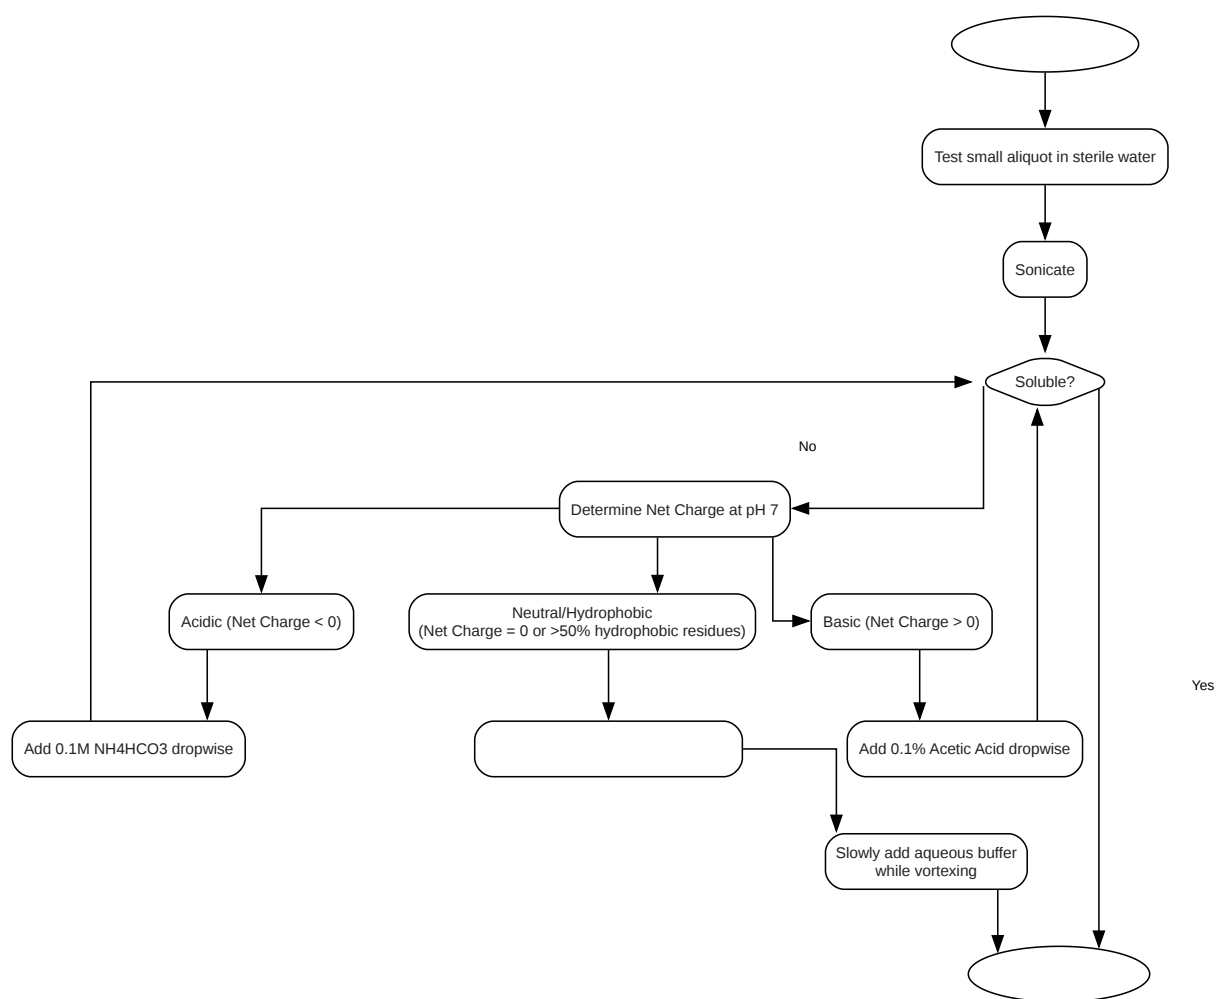 Test small aliquot in sterile water
Sonicate
Soluble?
No
Determine Net Charge at pH 7
Acidic (Net Charge < 0)
Neutral/Hydrophobic
(Net Charge = 0 or >50% hydrophobic residues)
Basic (Net Charge > 0)
Yes
Add 0.1M NH4HCO3 dropwise
Add 0.1% Acetic Acid dropwise
Slowly add aqueous buffer
while vortexing